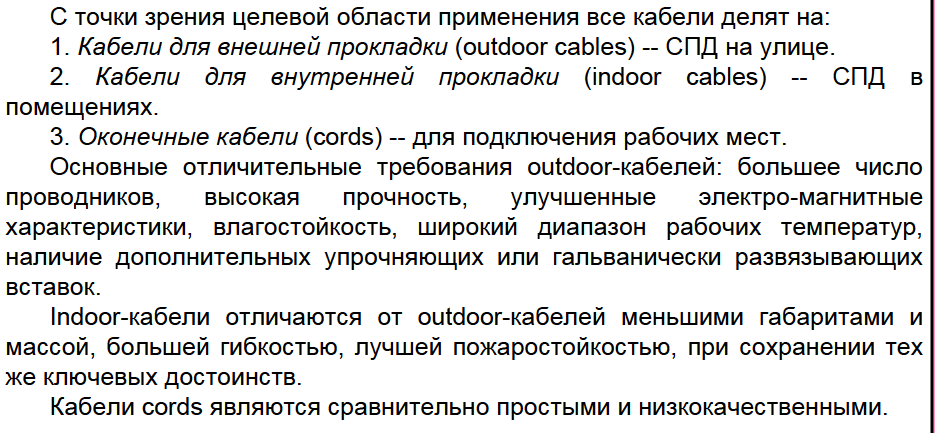 С точки зрения целевой области применения все кабели делят на:
1. Кабели для внешней прокладки (outdoor cables) -- СПД на улице.
2. Кабели для внутренней прокладки (indoor cables) -- СПД в
помещениях.
3. Оконечные кабели (cords) -- для подключения рабочих мест.
Основные отличительные требования outdoor-кабелей: большее число
проводников, высокая прочность, улучшенные электро-магнитные
характеристики, влагостойкость, широкий диапазон рабочих температур,
наличие дополнительных упрочняющих или гальванически развязывающих
вставок.
Indoor-кабели отличаются от outdoor-кабелей меньшими габаритами и
массой, большей гибкостью, лучшей пожаростойкостью, при сохранении тех
же ключевых достоинств.
Кабели cords являются сравнительно простыми и низкокачественными.